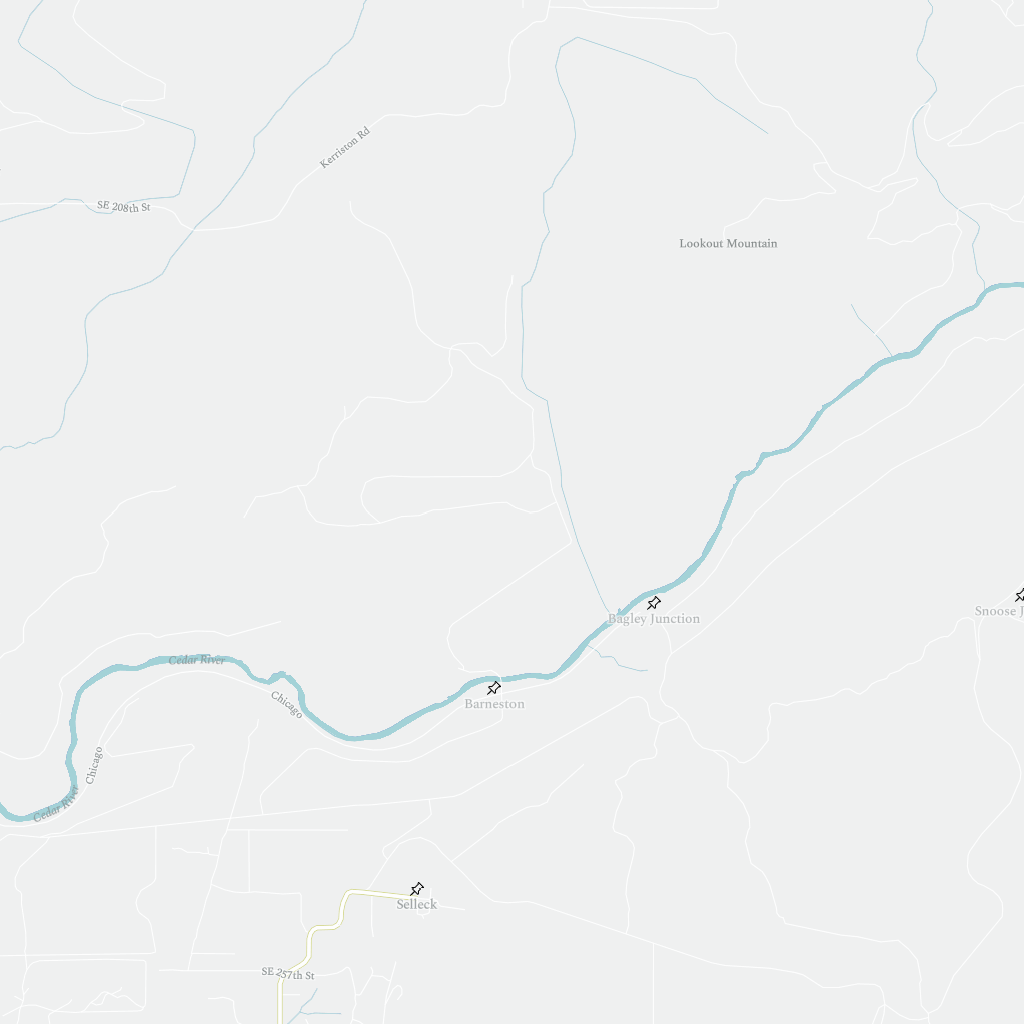 Kerriston Rd
SE 208th St
Lookout Mountain
Bagley Junction
Snoose J
Cedar River
Chicago
Barneston
Chicago
Cedar River
Selleck
SE 257th St